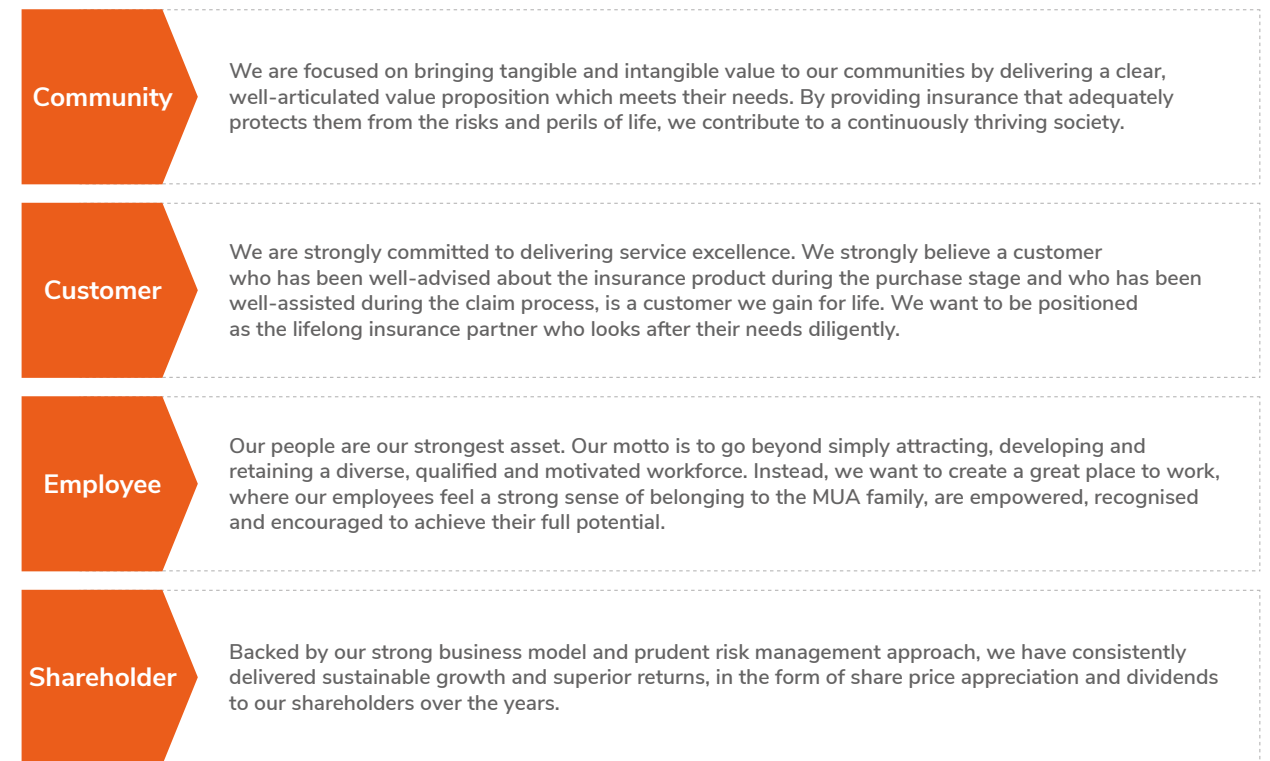 Community
We are focused on bringing tangible and intangible value to our communities by delivering a clear,
well-articulated value proposition which meets their needs. By providing insurance that adequately
protects them from the risks and perils of life, we contribute to a continuously thriving society.
Customer
We are strongly committed to delivering service excellence. We strongly believe a customer
who has been well-advised about the insurance product during the purchase stage and who has been
well-assisted during the claim process, is a customer we gain for life. We want to be positioned
as the lifelong insurance partner who looks after their needs diligently.
Employee
Our people are our strongest asset. Our motto is to go beyond simply attracting, developing and
retaining a diverse, qualified and motivated workforce. Instead, we want to create a great place to work,
where our employees feel a strong sense of belonging to the MUA family, are empowered, recognised
and encouraged to achieve their full potential.
Shareholder
Backed by our strong business model and prudent risk management approach, we have consistently
delivered sustainable growth and superior returns, in the form of share price appreciation and dividends
to our shareholders over the years.